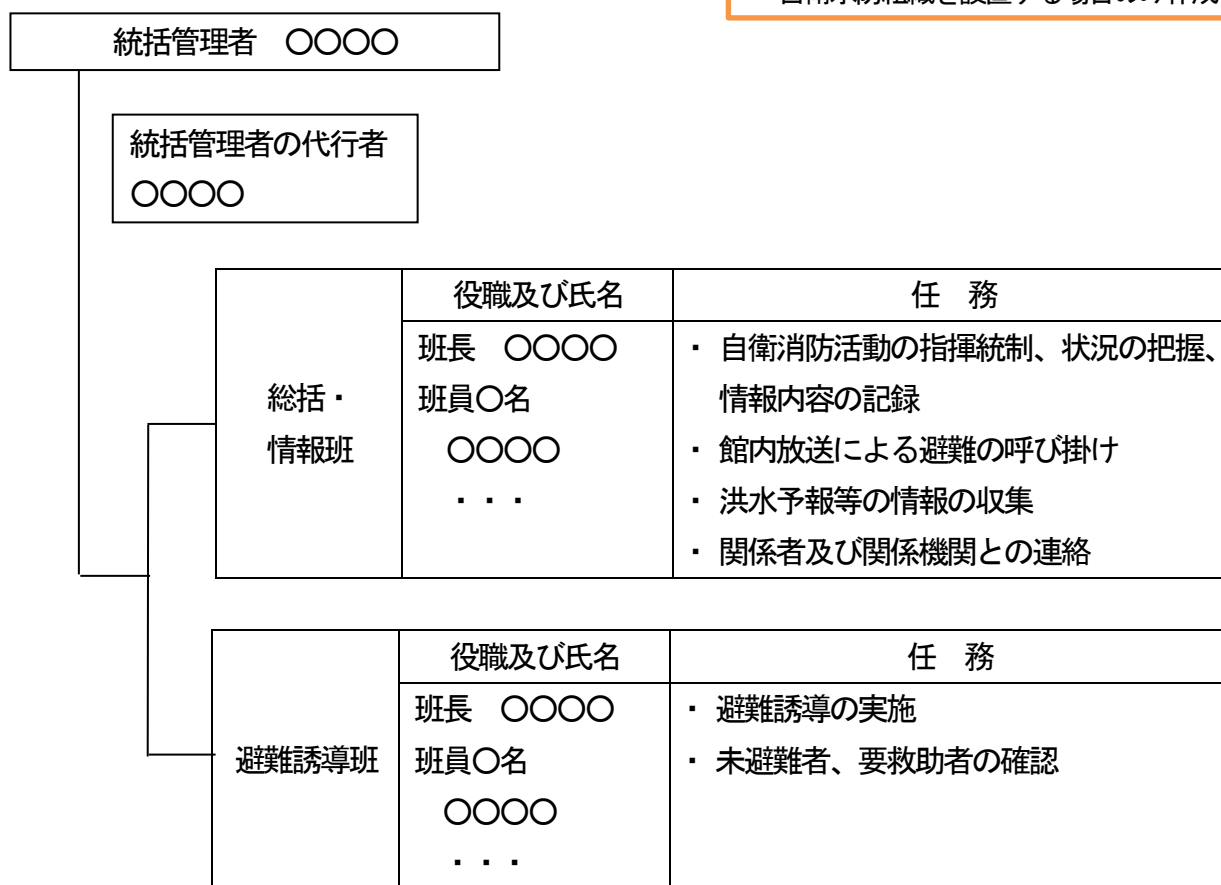 統括管理者　〇〇〇〇
統括管理者の代行者
〇〇〇〇
役職及び氏名
任　務
総括・
情報班
班長　〇〇〇〇
班員〇名
〇〇〇〇
・・・
・ 自衛消防活動の指揮統制、状況の把握、
情報内容の記録
・ 館内放送による避難の呼び掛け
・ 洪水予報等の情報の収集
・ 関係者及び関係機関との連絡
役職及び氏名
任　務
避難誘導班
班長　〇〇〇〇
班員〇名
〇〇〇〇
・・・
・ 避難誘導の実施
・ 未避難者、要救助者の確認